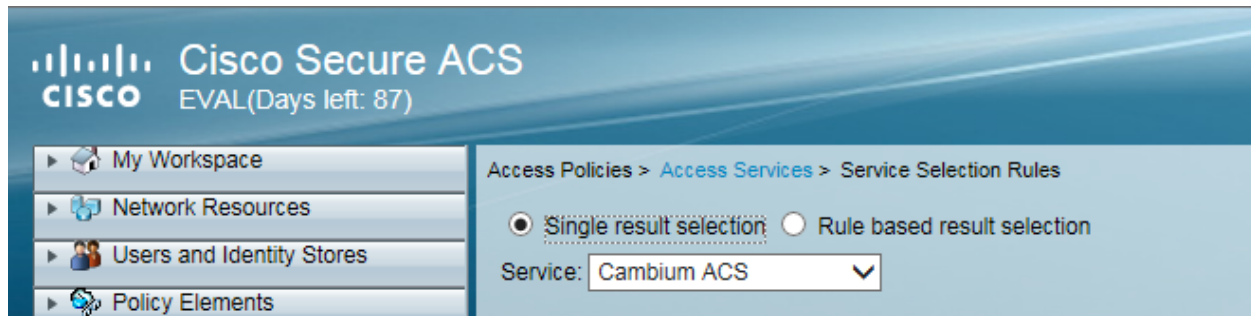 Cisco Secure ACS
CISCO EVAL(Days left: 87)
My Workspace
Network Resources
Users and Identity Stores
Policy Elements
Access Policies > Access Services > Service Selection Rules
Single result selection Rule based result selection
Service: Cambium ACS